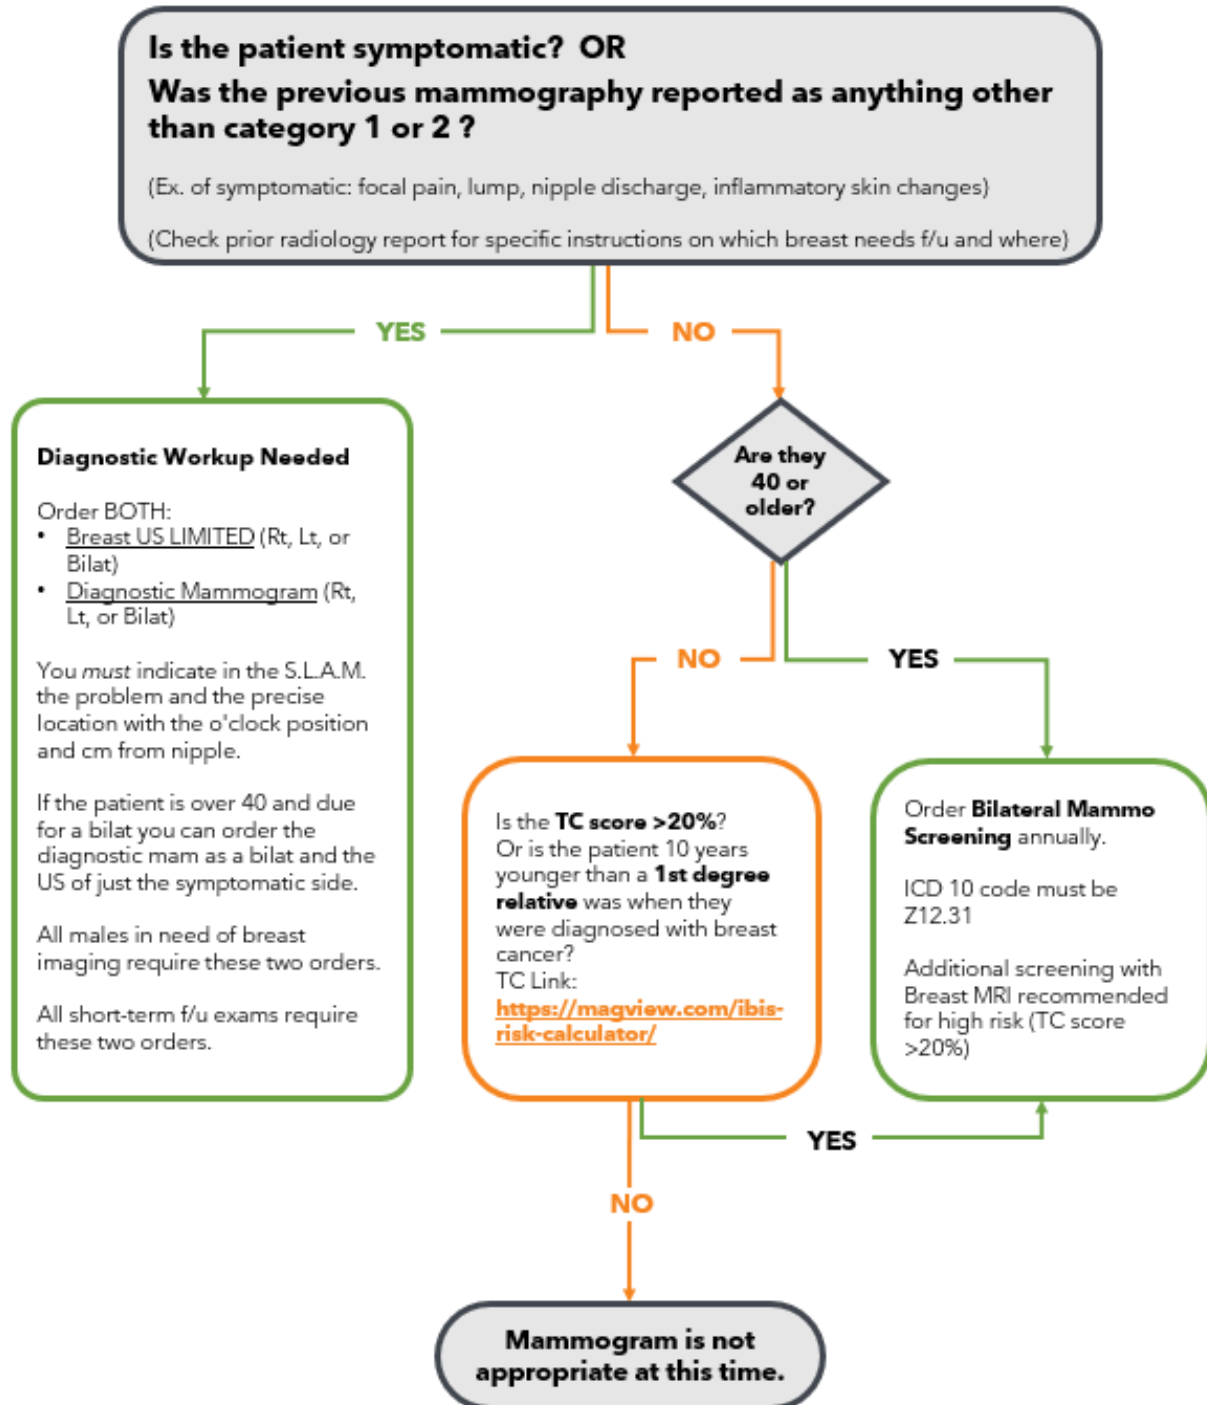 Is the patient symptomatic?  OR
Was the previous mammography reported as anything other
than category 1 or 2 ?
(Ex. of symptomatic: focal pain, lump, nipple discharge, inflammatory skin changes)
(Check prior radiology report for specific instructions on which breast needs f/u and where)
YES
NO
Diagnostic Workup Needed
Order BOTH:
• Breast US LIMITED (Rt, Lt, or
Bilat)
• Diagnostic Mammogram (Rt,
Lt, or Bilat)
You must indicate in the S.L.A.M.
the problem and the precise
location with the o'clock position
and cm from nipple.
If the patient is over 40 and due
for a bilat you can order the
diagnostic mam as a bilat and the
US of just the symptomatic side.
All males in need of breast
imaging require these two orders.
All short-term f/u exams require
these two orders.
Are they
40 or
older?
NO
YES
Is the TC score >20%?
Or is the patient 10 years
younger than a 1st degree
relative was when they
were diagnosed with breast
cancer?
TC Link:
https://magview.com/ibis-
risk-calculator/
Order Bilateral Mammo
Screening annually.
ICD 10 code must be
Z12.31
Additional screening with
Breast MRI recommended
for high risk (TC score
>20%)
YES
NO
Mammogram is not
appropriate at this time.